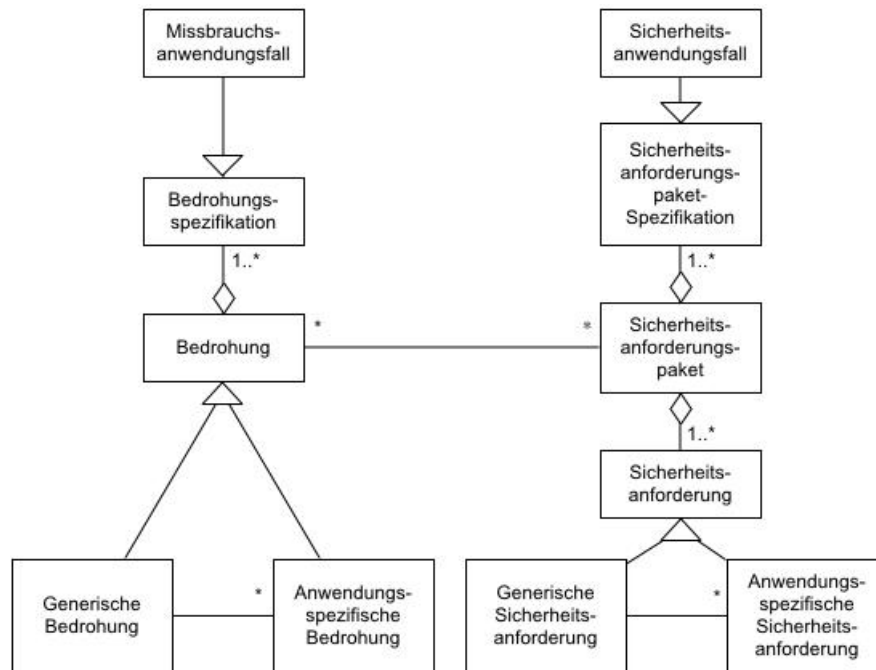 Missbrauchs-
anwendungsfall
Sicherheits-
anwendungsfall
Bedrohungs-
spezifikation
Sicherheits-
anforderungs-
paket-
Spezifikation
1..*
1..*
Bedrohung
*
*
Sicherheits-
anforderungs-
paket
1..*
Sicherheits-
anforderung
Generische
Bedrohung
*
Anwendungs-
spezifische
Bedrohung
Generische
Sicherheits-
anforderung
*
Anwendungs-
spezifische
Sicherheits-
anforderung